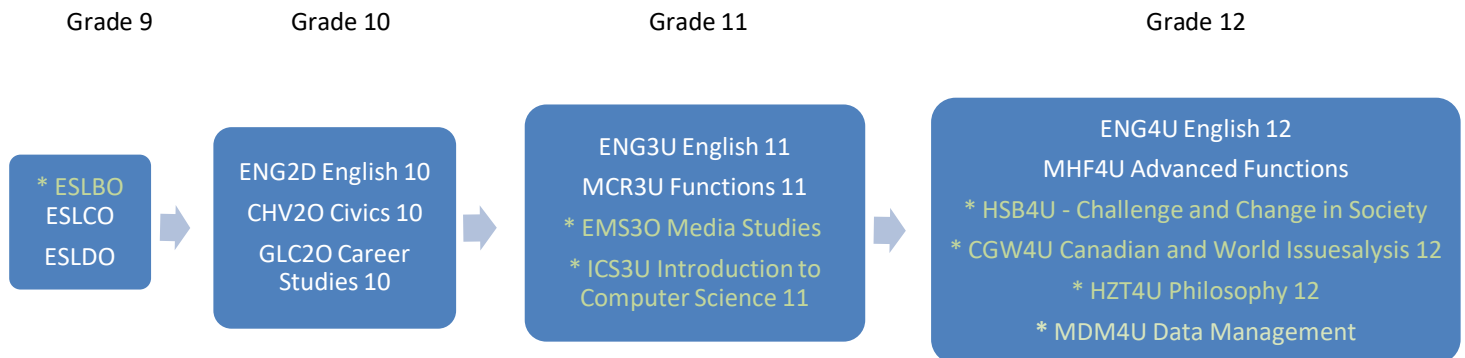 Grade 9
Grade 10
Grade 11
Grade 12
* ESLBO
ESLCO
ESLDO
ENG2D English 10
CHV2O Civics 10
GLC2O Career
Studies 10
ENG3U English 11
MCR3U Functions 11
* EMS3O Media Studies
* ICS3U Introduction to
Computer Science 11
ENG4U English 12
MHF4U Advanced Functions
* HSB4U - Challenge and Change in Society
* CGW4U Canadian and World Issuesalysis 12
* HZT4U Philosophy 12
* MDM4U Data Management